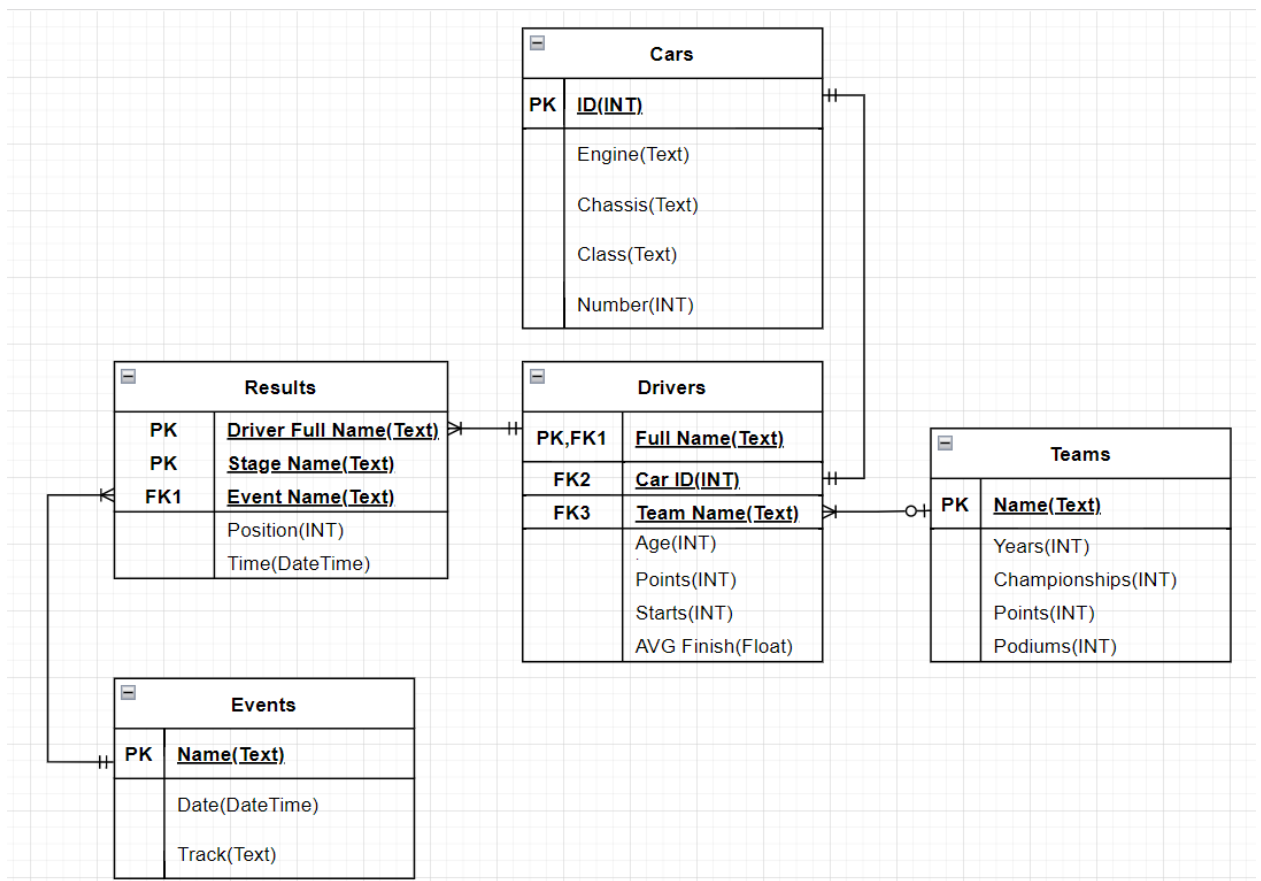 Cars
PK ID(INT)
Engine(Text)
Chassis(Text)
Class(Text)
Number(INT)
Results
PK Driver Full Name(Text)
PK Stage Name(Text)
FK1 Event Name(Text)
Position(INT)
Time(DateTime)
Drivers
PK,FK1 Full Name(Text)
FK2 Car ID(INT)
FK3 Team Name(Text)
Age(INT)
Points(INT)
Starts(INT)
AVG Finish(Float)
Teams
PK Name(Text)
Years(INT)
Championships(INT)
Points(INT)
Podiums(INT)
Events
PK Name(Text)
Date(DateTime)
Track(Text)